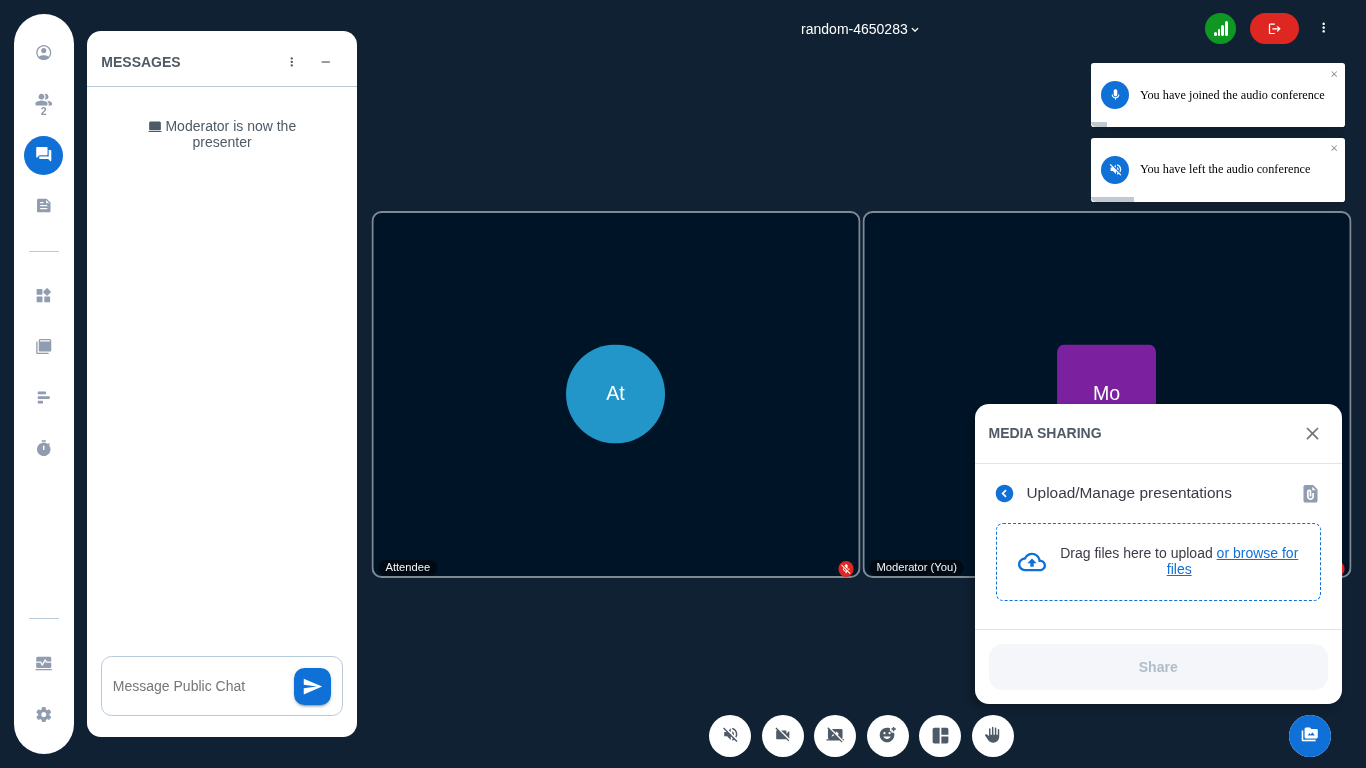 random-4650283
2
MESSAGES
Moderator is now the
presenter
Message Public Chat
You have joined the audio conference
You have left the audio conference
At
Attendee
Mo
Moderator (You)
MEDIA SHARING
Upload/Manage presentations
Drag files here to upload or browse for
files
Share